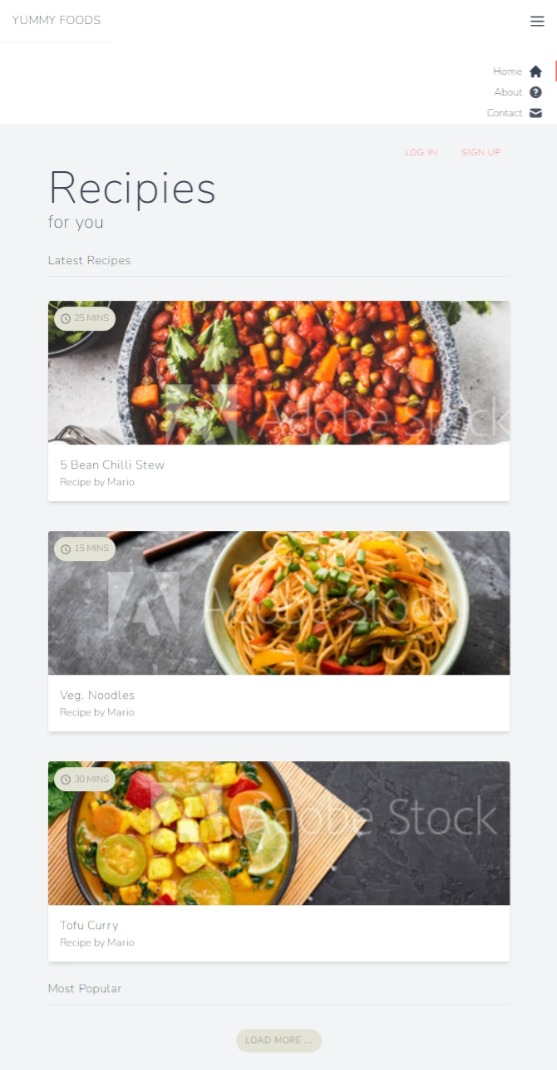 YUMMY FOODS
Home
About
Contact
LOG IN SIGN UP
Recipies
for you
Latest Recipes
25 MINS
Adobe Stock
5 Bean Chilli Stew
Recipe by Mario
15 MINS
Adobe Stock
Veg. Noodles
Recipe by Mario
30 MINS
Adobe Stock
Tofu Curry
Recipe by Mario
Most Popular
LOAD MORE ...